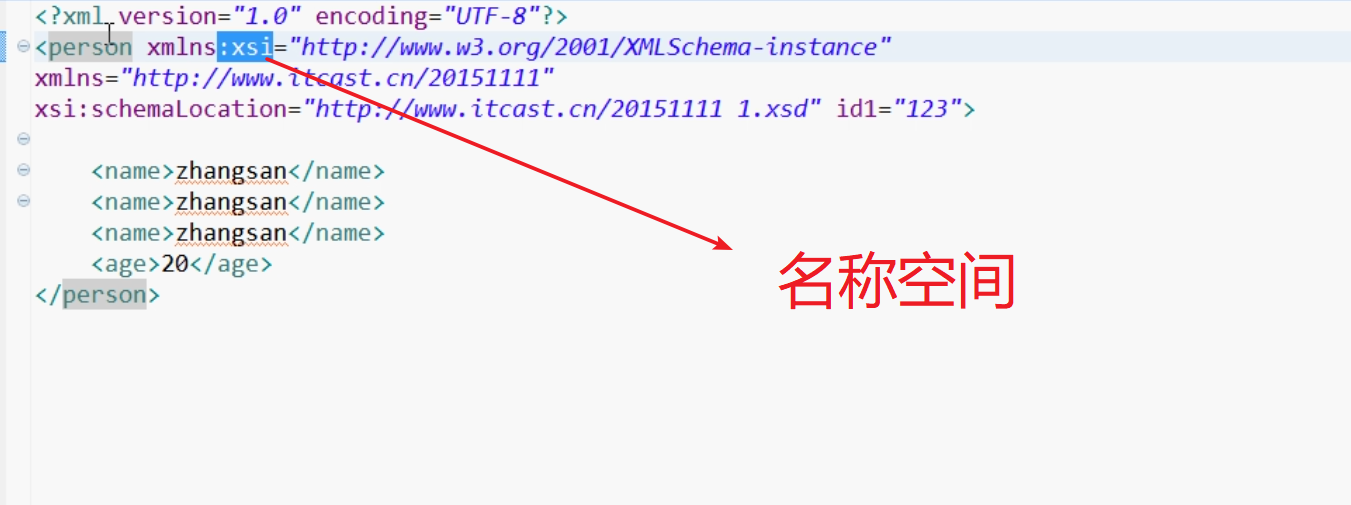 <?xml version="1.0" encoding="UTF-8"?>
<person xmlns:xsi="http://www.w3.org/2001/XMLSchema-instance"
xmlns="http://www.itcast.cn/20151111"
xsi:schemaLocation="http://www.itcast.cn/20151111 1.xsd" id1="123">
<name>zhangsan</name>
<name>zhangsan</name>
<name>zhangsan</name>
<age>20</age>
</person>
名称空间